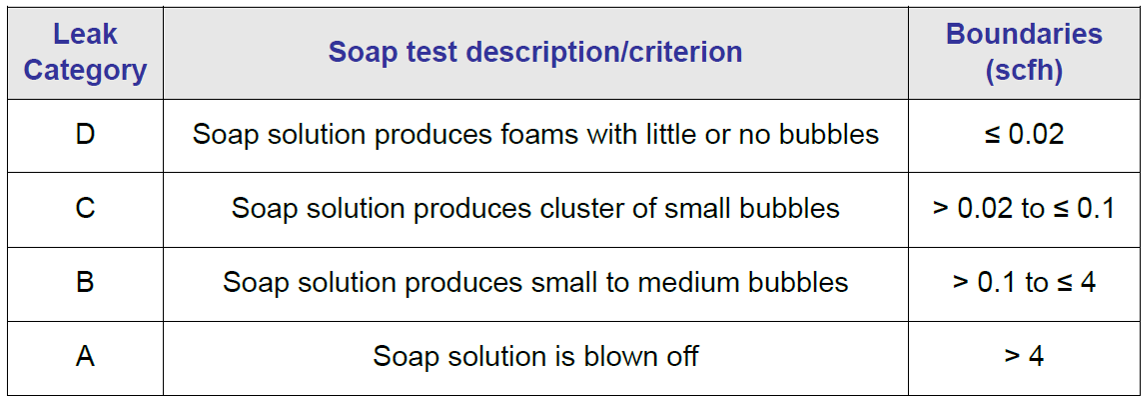 Leak Category | Soap test description/criterion | Boundaries (scfh)
D | Soap solution produces foams with little or no bubbles | ≤ 0.02
C | Soap solution produces cluster of small bubbles | > 0.02 to ≤ 0.1
B | Soap solution produces small to medium bubbles | > 0.1 to ≤ 4
A | Soap solution is blown off | > 4